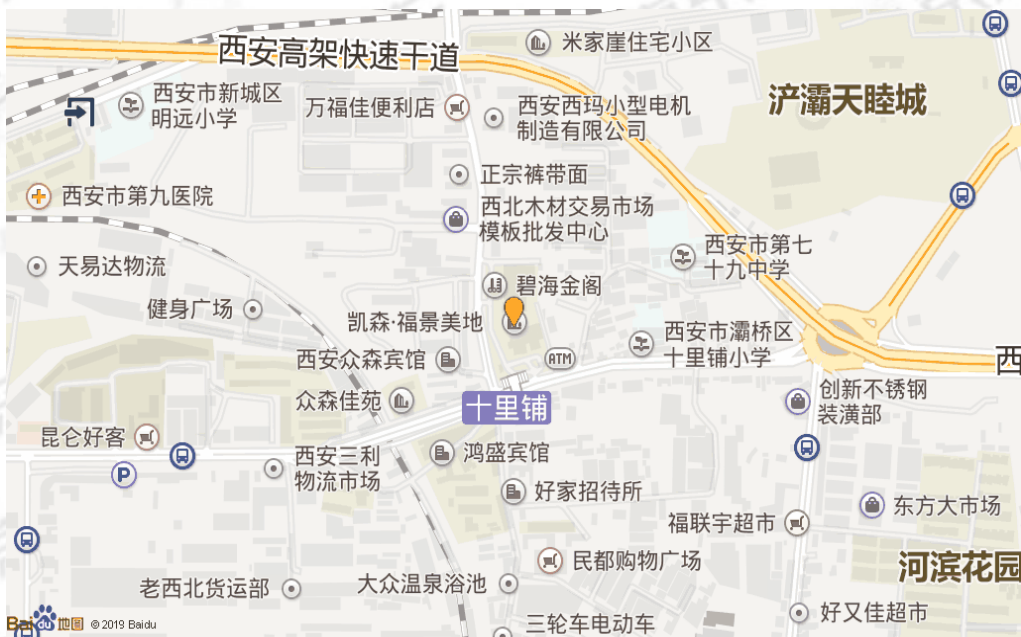 西安高架快速干道
米家崖住宅小区
西安市新城区
明远小学
万福佳便利店
西安西玛小型电机
制造有限公司
浐灞天睦城
正宗裤带面
西安市第九医院
西北木材交易市场
模板批发中心
西安市第七
十九中学
天易达物流
碧海金阁
健身广场
凯森·福景美地
西安市灞桥区
十里铺小学
西安众森宾馆
ATM
西
创新不锈钢
装潢部
众森佳苑
十里铺
昆仑好客
鸿盛宾馆
西安三利
物流市场
P
好家招待所
东方大市场
福联宇超市
民都购物广场
河滨花园
老西北货运部
大众温泉浴池
好又佳超市
三轮车电动车
Bai du 地图 © 2019 Baidu